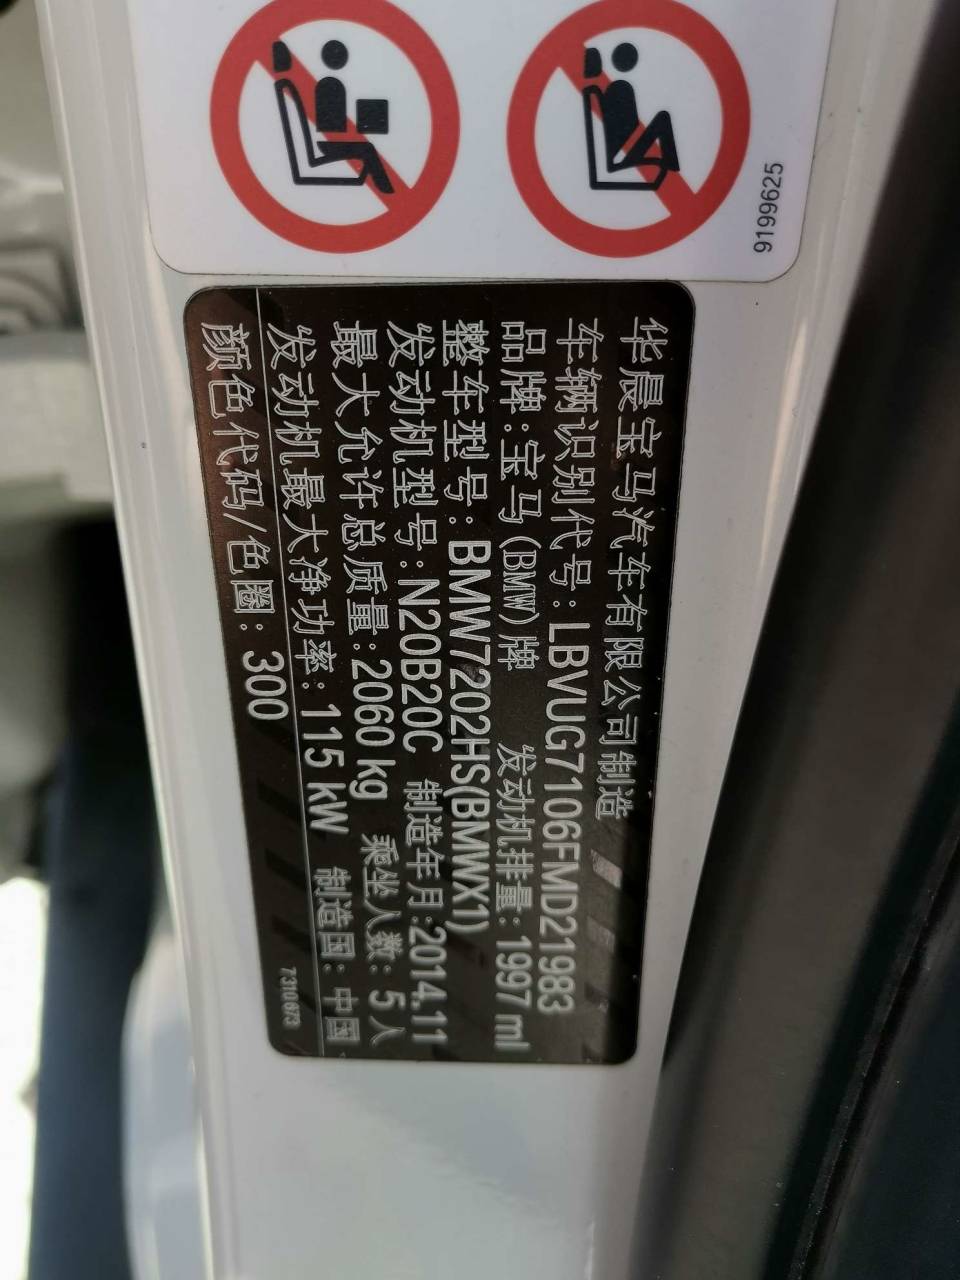 9199625
华晨宝马汽车有限公司制造
车辆识别代号:LBVUG7106FMD21983
品牌:宝马(BMW)牌 发动机排量:1997 ml
整车型号:BMW7202HS(BMWX1)
发动机型号:N20B20C 制造年月:2014.11
最大允许总质量:2060 kg 乘坐人数:5人
发动机最大净功率:115 kW 制造国:中国
颜色代码/色圈:300
7310673